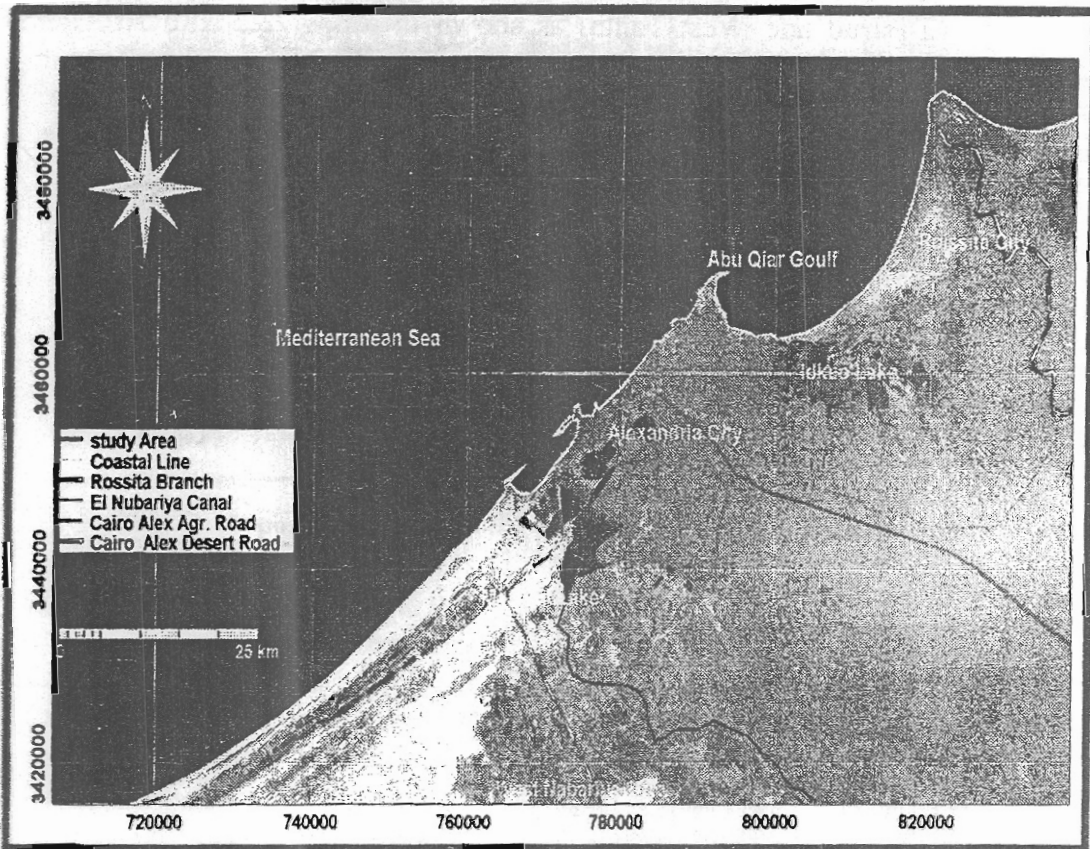 N
3480000
Rossita City
Abu Qiar Goulf
Mediterranean Sea
3460000
Idku Lake
Alexandria City
study Area
Coastal Line
Rossita Branch
El Nubariya Canal
Cairo Alex Agr. Road
Cairo Alex Desert Road
3440000
Lake
0 25 km
3420000
720000 740000 760000 780000 800000 820000